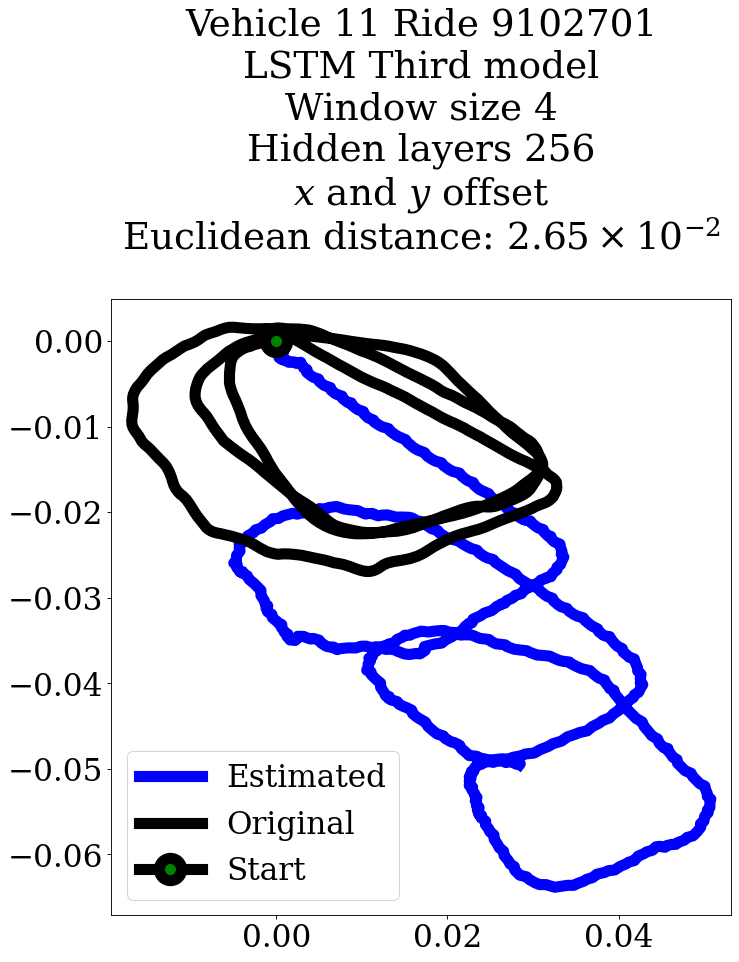 Vehicle 11 Ride 9102701
LSTM Third model
Window size 4
Hidden layers 256
x and y offset
Euclidean distance: 2.65 × 10⁻²
0.00
−0.01
−0.02
−0.03
−0.04
−0.05
−0.06
Estimated
Original
Start
0.00 0.02 0.04